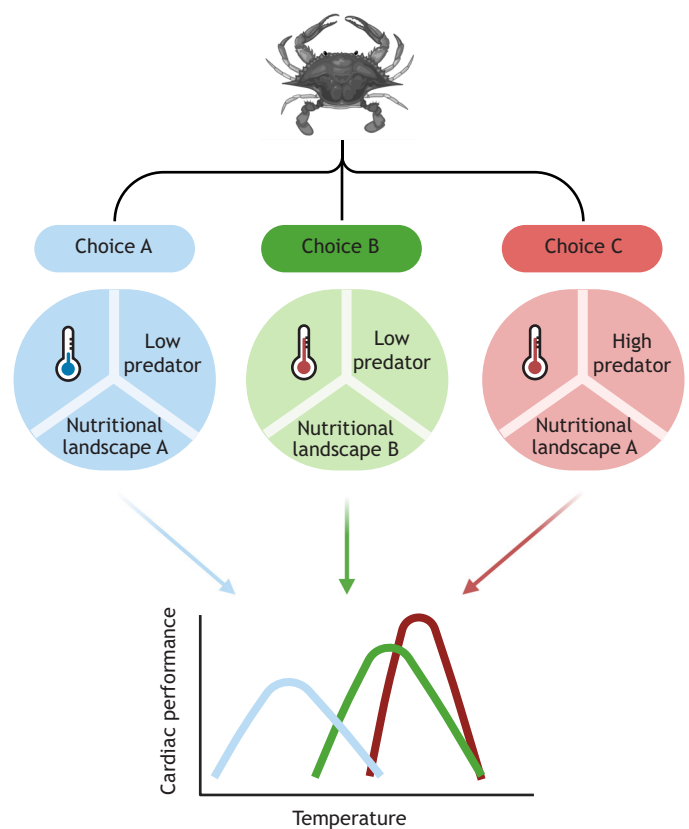 Choice A
Choice B
Choice C
Low
predator
Nutritional
landscape A
Low
predator
Nutritional
landscape B
High
predator
Nutritional
landscape A
Cardiac performance
Temperature